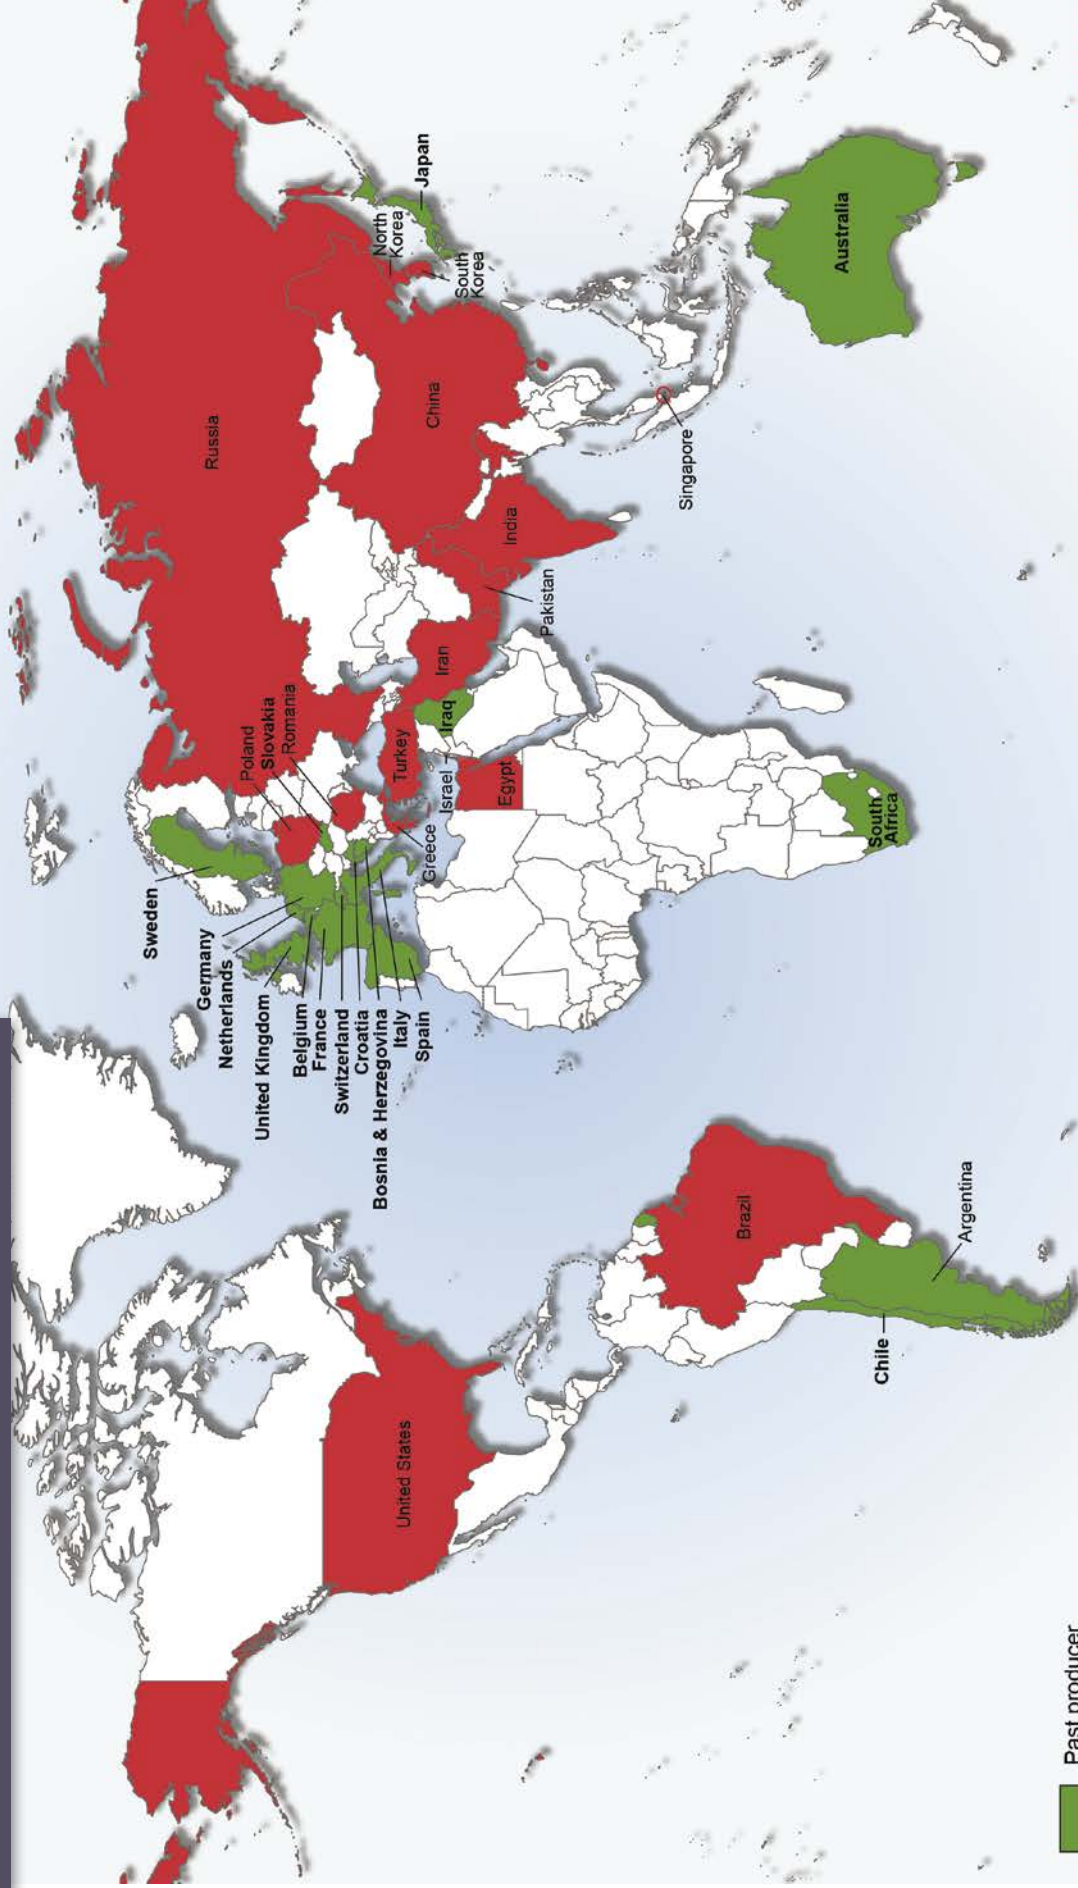 Russia
Japan
North
Korea
South
Korea
China
Australia
Singapore
India
Pakistan
Iran
Iraq
Turkey
Israel
Egypt
Greece
Poland
Slovakia
Romania
South
Africa
Sweden
Germany
Netherlands
United Kingdom
Belgium
France
Switzerland
Croatia
Bosnia & Herzegovina
Italy
Spain
Brazil
Argentina
Chile
United States
Past producer